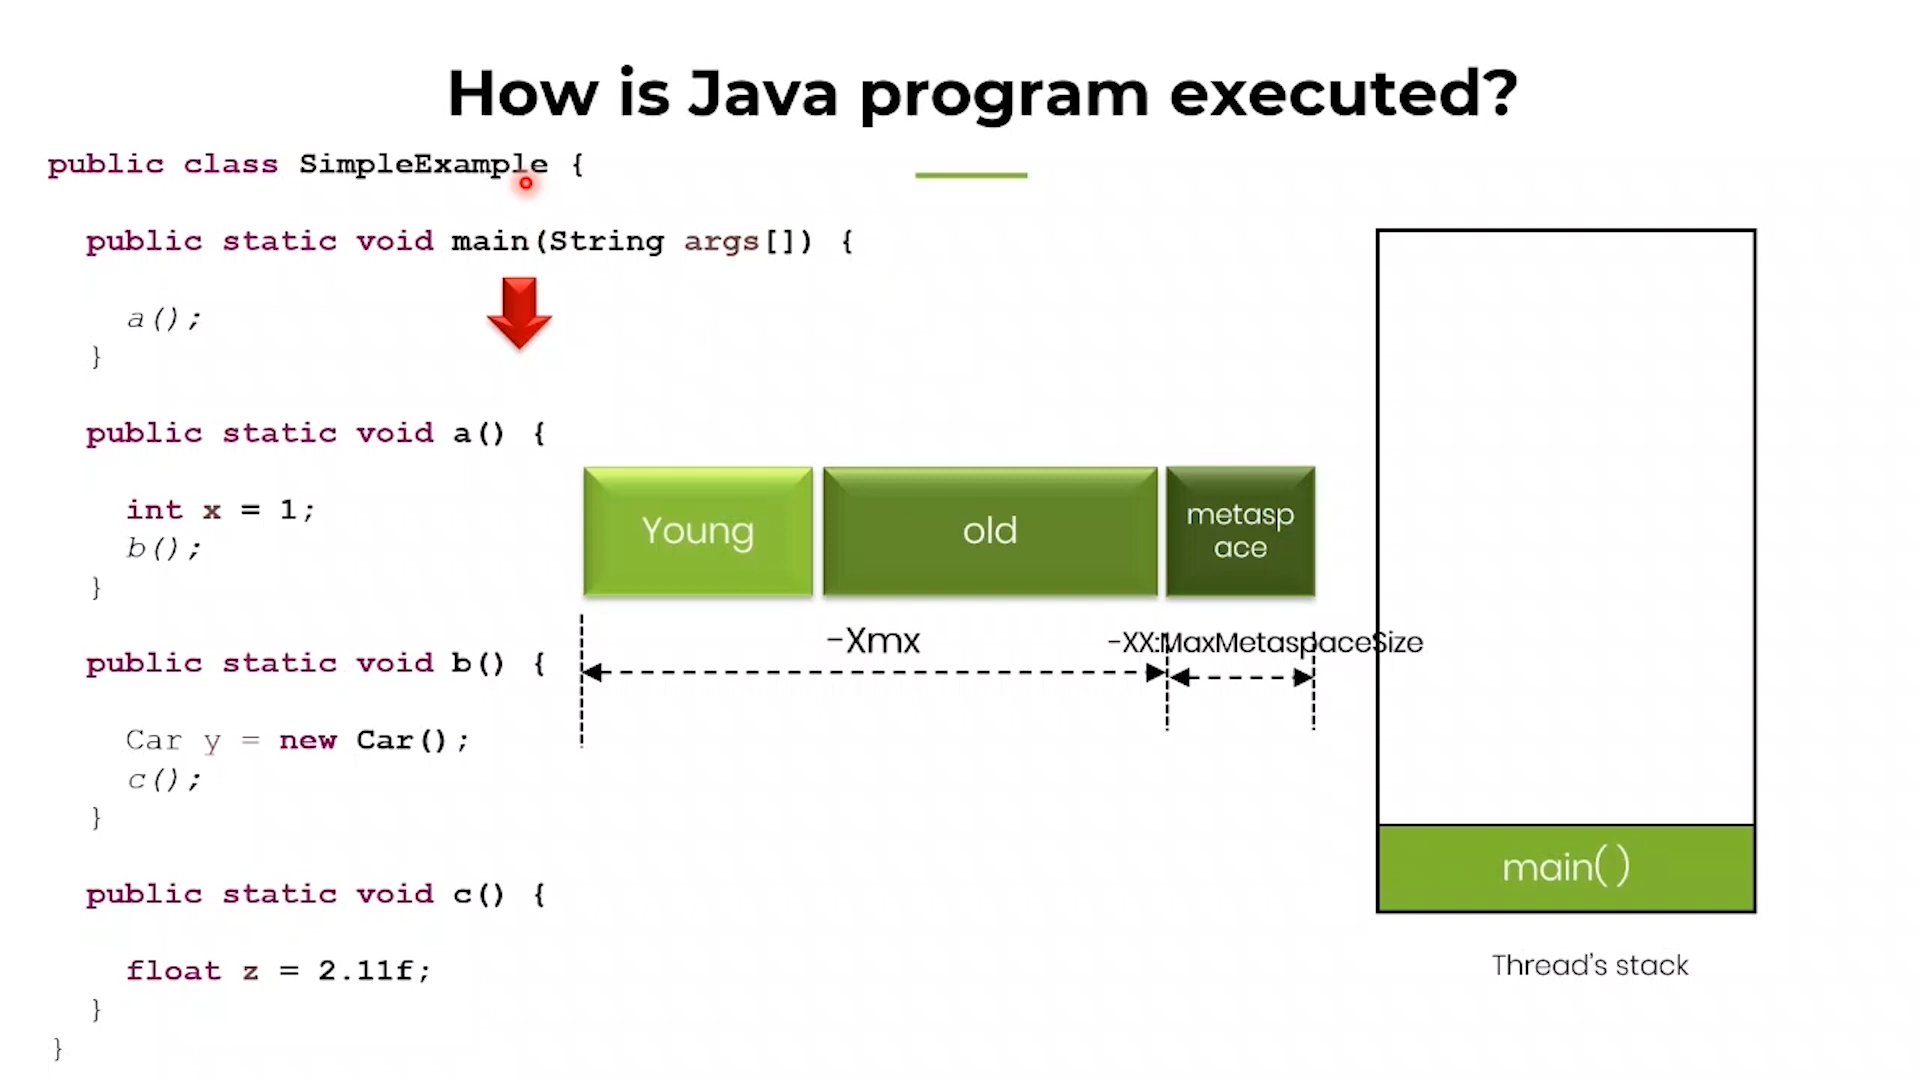 How is Java program executed?
public class SimpleExample {
public static void main(String args[]) {
a();
}
public static void a() {
int x = 1;
b();
}
public static void b() {
Car y = new Car();
c();
}
public static void c() {
float z = 2.11f;
}
}
Young
old
metasp
ace
-Xmx
-XX:MaxMetaspaceSize
main()
Thread's stack